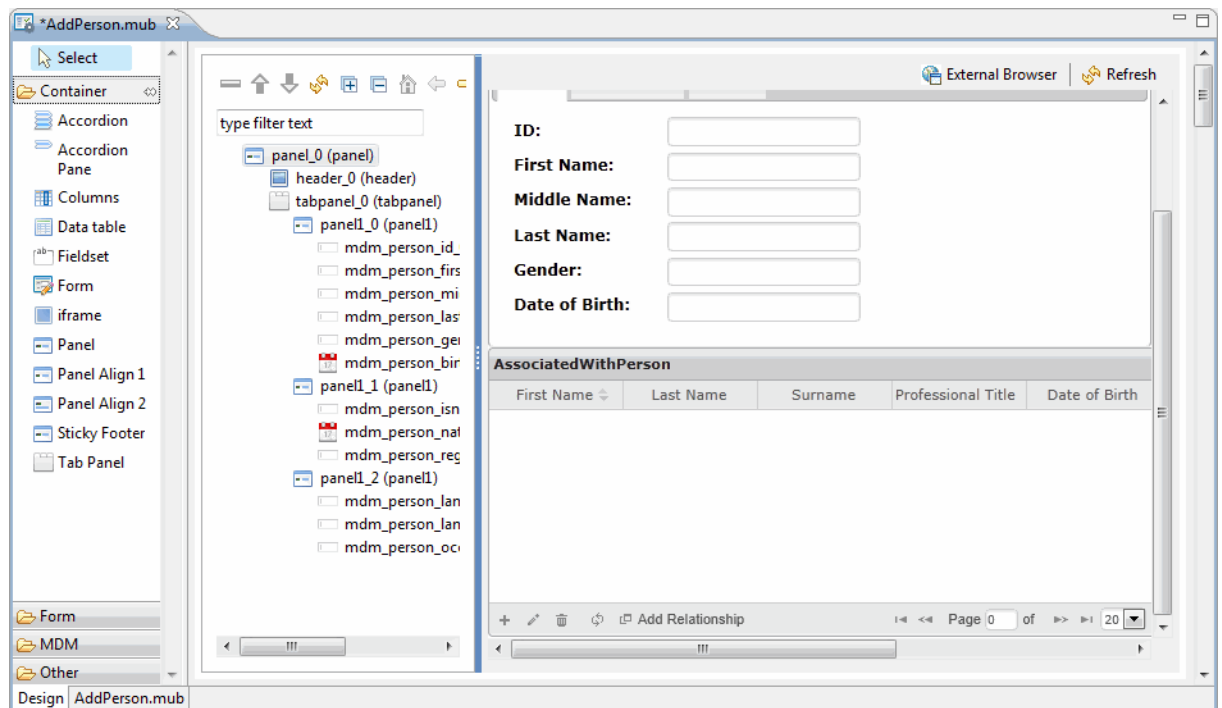 *AddPerson.mub
Select
Container
Accordion
Accordion
Pane
Columns
Data table
Fieldset
Form
iframe
Panel
Panel Align 1
Panel Align 2
Sticky Footer
Tab Panel
Form
MDM
Other
type filter text
panel_0 (panel)
header_0 (header)
tabpanel_0 (tabpanel)
panel1_0 (panel1)
mdm_person_id_
mdm_person_firs
mdm_person_mi
mdm_person_las
mdm_person_ge
mdm_person_bir
panel1_1 (panel1)
mdm_person_isn
mdm_person_nat
mdm_person_reg
panel1_2 (panel1)
mdm_person_lan
mdm_person_lan
mdm_person_oc
External Browser Refresh
ID:
First Name:
Middle Name:
Last Name:
Gender:
Date of Birth:
AssociatedWithPerson
First Name Last Name Surname Professional Title Date of Birth
Add Relationship Page 0 of 20
Design AddPerson.mub